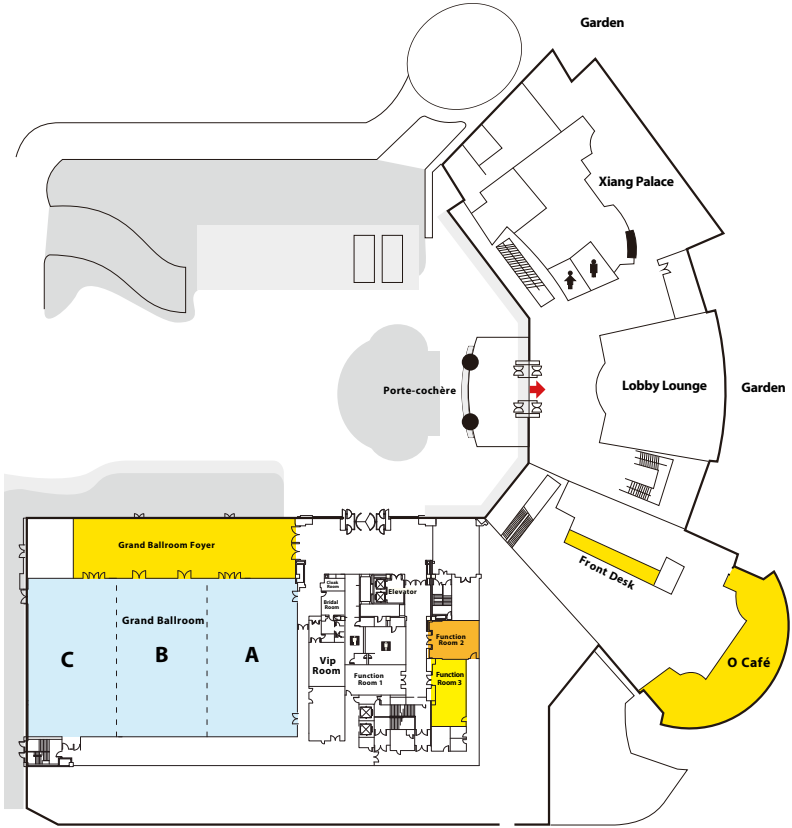 Garden
Xiang Palace
Porte-cochère
Lobby Lounge
Garden
Grand Ballroom Foyer
Front Desk
Cloak
Room
Elevator
Bridal
Room
Grand Ballroom
C
B
A
Function
Room 2
Vip
Room
Function
Room 1
Function
Room 3
O Café